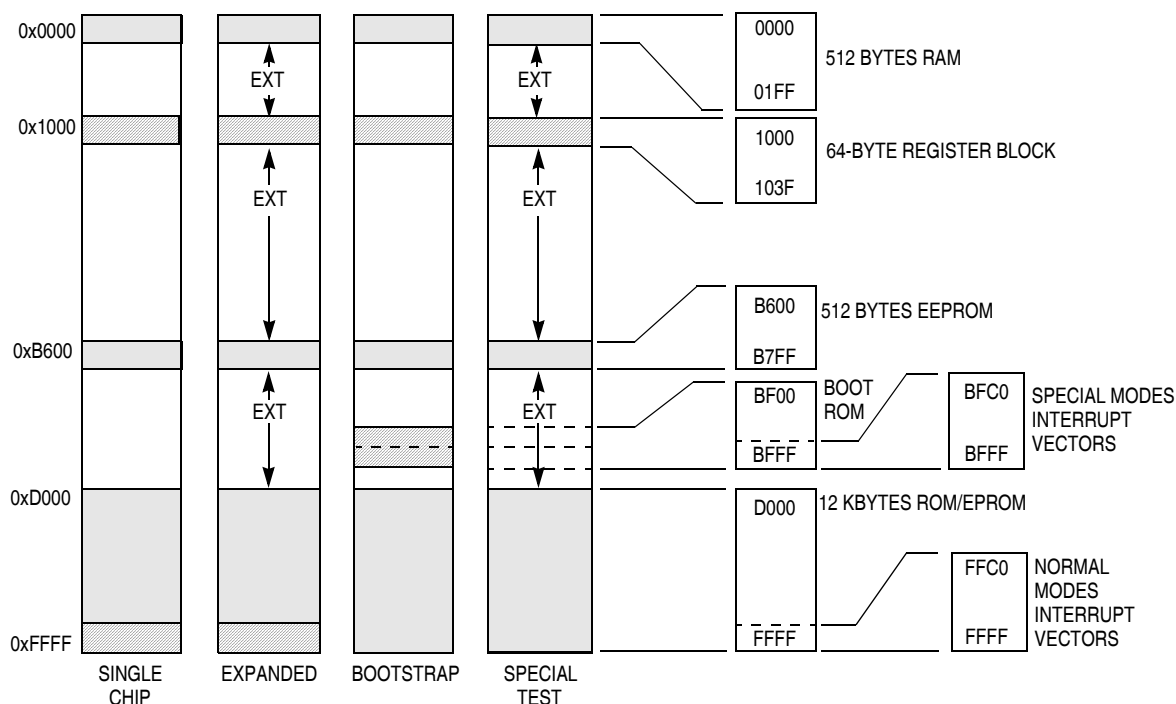 0x0000
EXT
EXT
0000
01FF
512 BYTES RAM
0x1000
EXT
EXT
1000
103F
64-BYTE REGISTER BLOCK
0xB600
B600
B7FF
512 BYTES EEPROM
EXT
EXT
BF00
BFFF
BOOT
ROM
BFC0
BFFF
SPECIAL MODES
INTERRUPT
VECTORS
0xD000
D000
12 KBYTES ROM/EPROM
0xFFFF
FFFF
FFC0
FFFF
NORMAL
MODES
INTERRUPT
VECTORS
SINGLE
CHIP
EXPANDED
BOOTSTRAP
SPECIAL
TEST